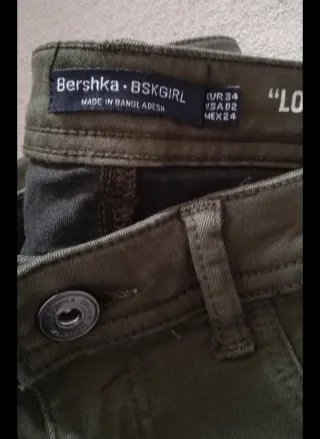 Bershka · BSKGIRL
MADE IN BANGLADESH
EUR 34
USA 02
MEX 24
“LO